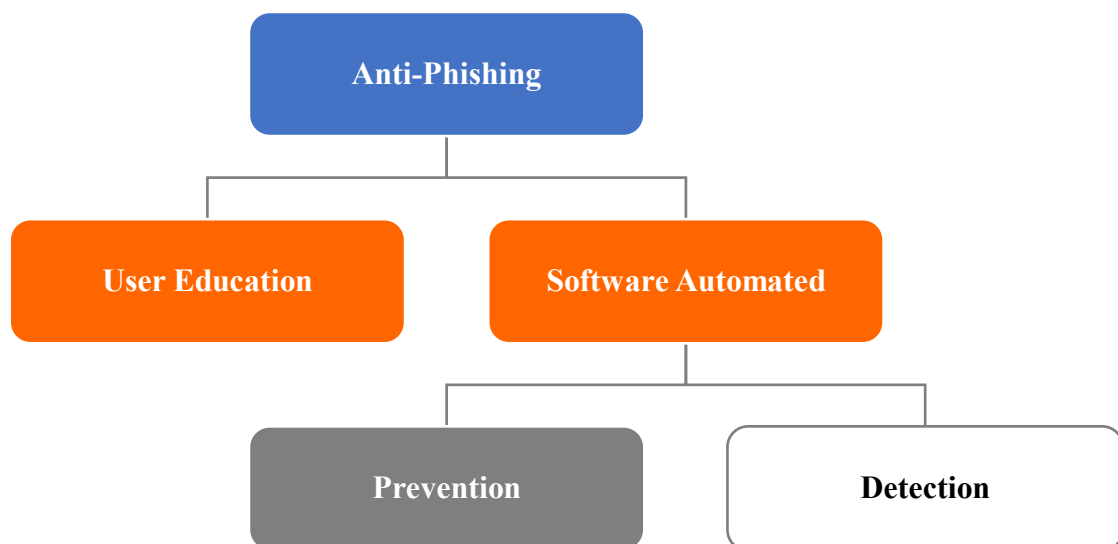 Anti-Phishing
User Education
Software Automated
Prevention
Detection